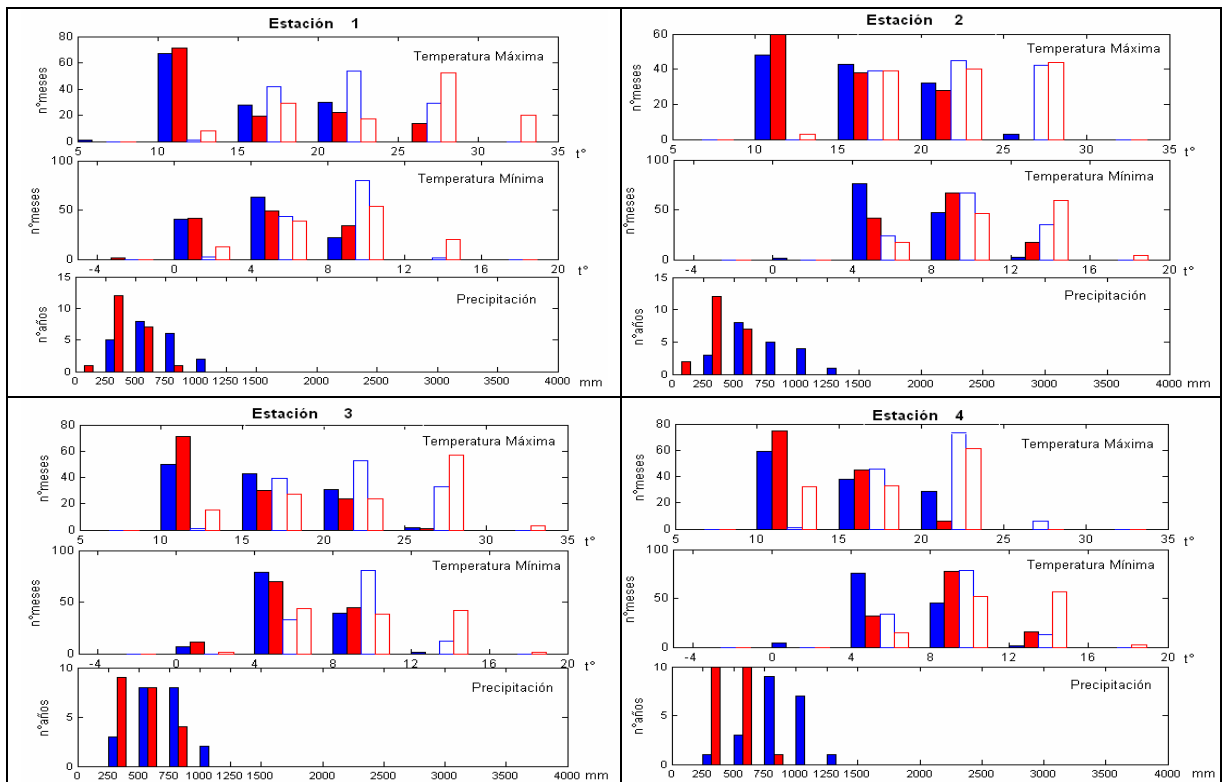 Estación 1
80
Temperatura Máxima
60
40
20
0
5 10 15 20 25 30 35 t°
n°meses
100
Temperatura Mínima
50
0
-4 0 4 8 12 16 20
n°meses
15
Precipitación
10
5
0
0 250 500 750 1000 1250 1500 2000 2500 3000 3500 4000 mm
n°años
Estación 2
60
Temperatura Máxima
40
20
0
5 10 15 20 25 30 35 t°
n°meses
100
Temperatura Mínima
50
0
-4 0 4 8 12 16 20
n°meses
15
Precipitación
10
5
0
0 250 500 750 1000 1250 1500 2000 2500 3000 3500 4000 mm
n°años
Estación 3
80
Temperatura Máxima
60
40
20
0
5 10 15 20 25 30 35 t°
n°meses
100
Temperatura Mínima
50
0
-4 0 4 8 12 16 20
n°meses
10
Precipitación
5
0
0 250 500 750 1000 1250 1500 2000 2500 3000 3500 4000 mm
n°años
Estación 4
80
Temperatura Máxima
60
40
20
0
5 10 15 20 25 30 35 t°
n°meses
100
Temperatura Mínima
50
0
-4 0 4 8 12 16 20
n°meses
10
Precipitación
5
0
0 250 500 750 1000 1250 1500 2000 2500 3000 3500 4000 mm
n°años